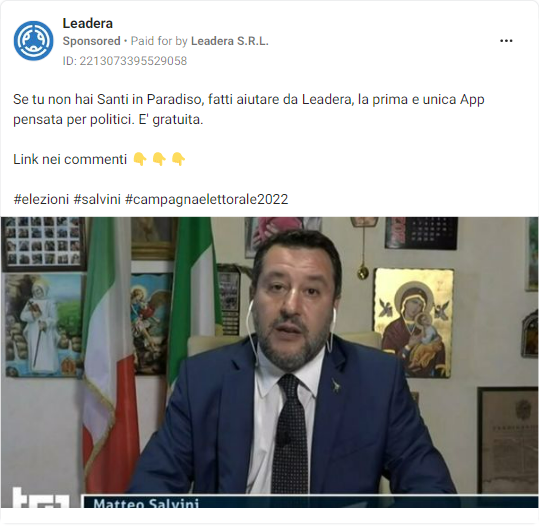 Leadera
Sponsored • Paid for by Leadera S.R.L.
ID: 2213073395529058
Se tu non hai Santi in Paradiso, fatti aiutare da Leadera, la prima e unica App
pensata per politici. E' gratuita.
Link nei commenti 👇👇👇
#elezioni #salvini #campagnaelettorale2022
Matteo Salvini